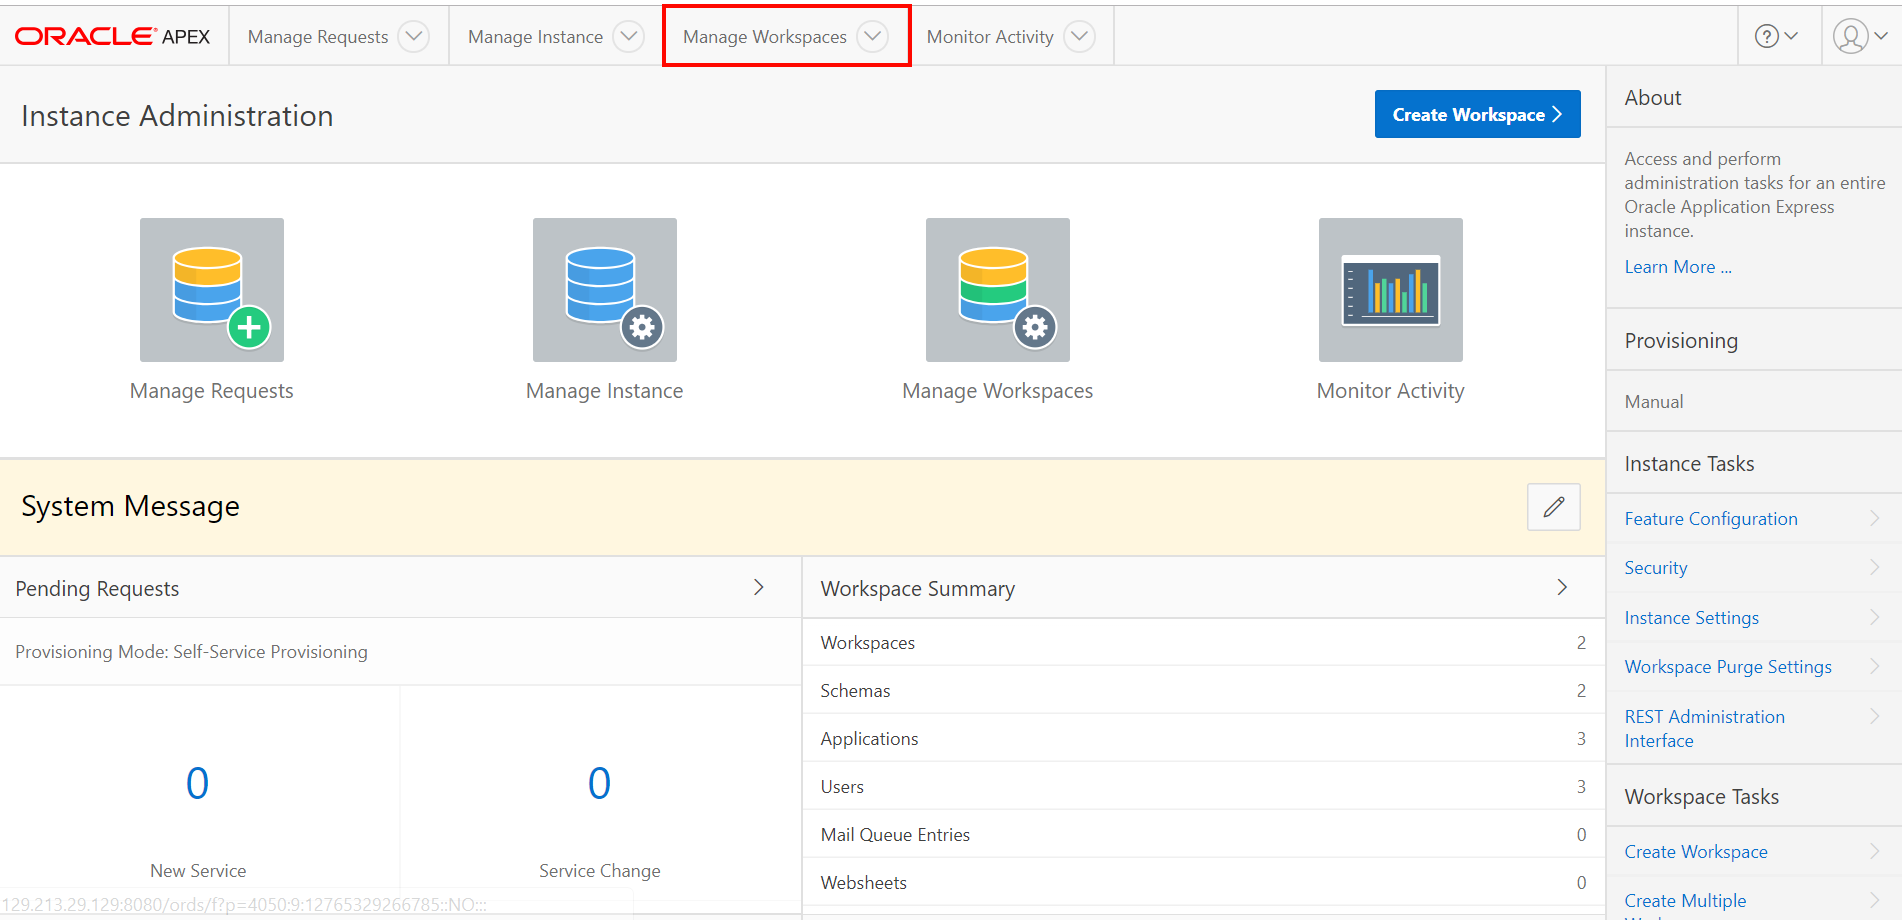 ORACLE APEX
Manage Requests
Manage Instance
Manage Workspaces
Monitor Activity
Instance Administration
Create Workspace
Manage Requests
Manage Instance
Manage Workspaces
Monitor Activity
System Message
Pending Requests
Provisioning Mode: Self-Service Provisioning
0
New Service
0
Service Change
Workspace Summary
Workspaces 2
Schemas 2
Applications 3
Users 3
Mail Queue Entries 0
Websheets 0
About
Access and perform
administration tasks for an entire
Oracle Application Express
instance.
Learn More ...
Provisioning
Manual
Instance Tasks
Feature Configuration
Security
Instance Settings
Workspace Purge Settings
REST Administration
Interface
Workspace Tasks
Create Workspace
Create Multiple
129.213.29.129:8080/ords/f?p=4050:9:12765329266785::NO:::